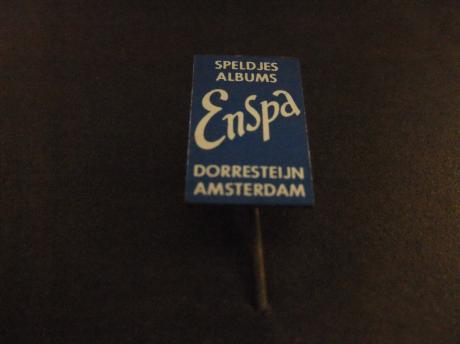 SPELDJES
ALBUMS
Enspa
DORRESTEIJN
AMSTERDAM